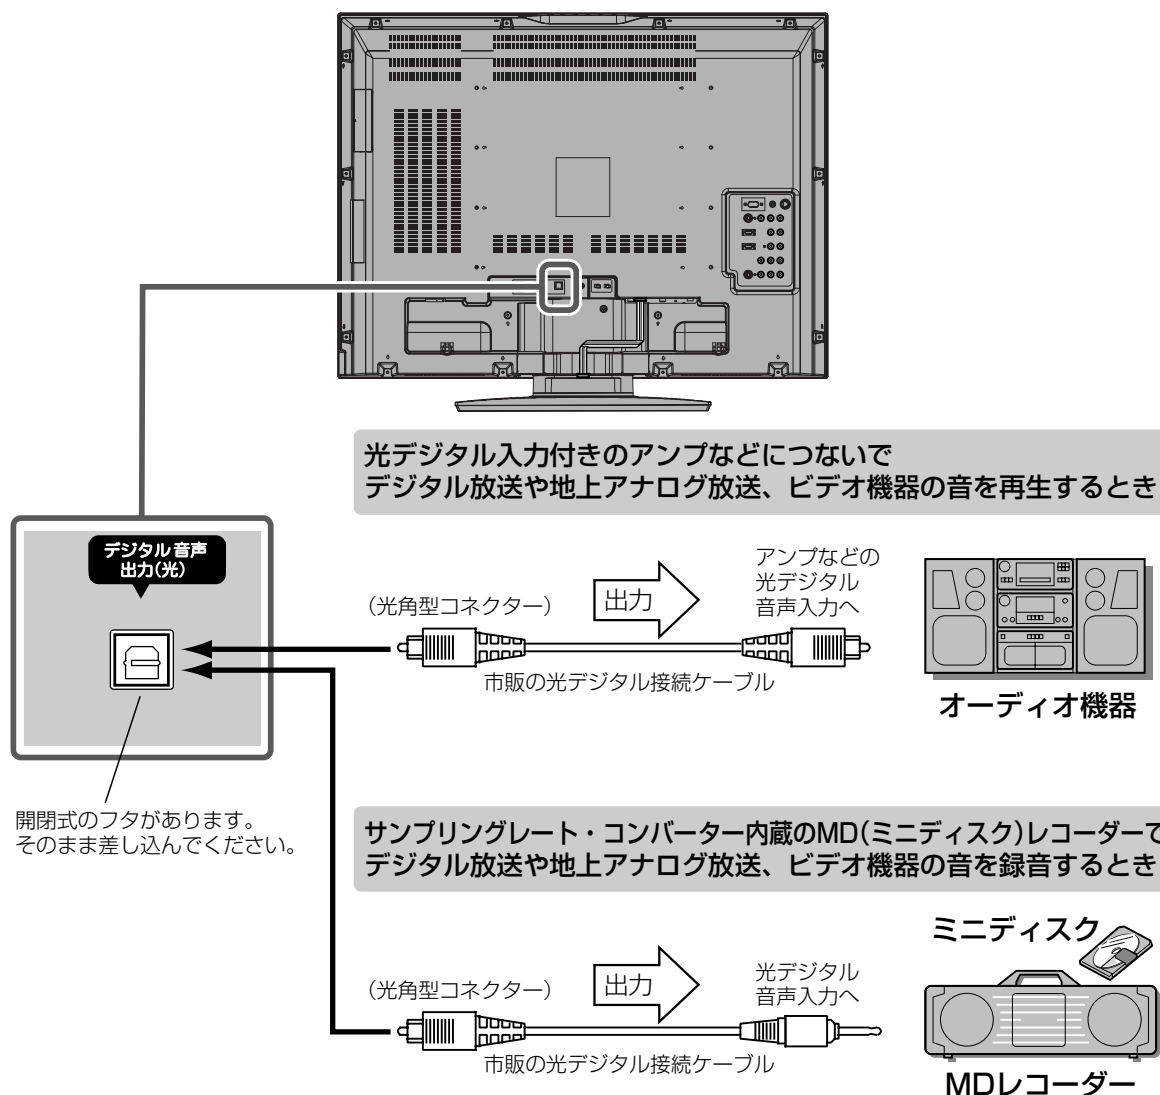 光デジタル入力付きのアンプなどにつないで
デジタル放送や地上アナログ放送、ビデオ機器の音を再生するとき
デジタル音声
出力(光)
(光角型コネクター)
出力
アンプなどの
光デジタル
音声入力へ
市販の光デジタル接続ケーブル
オーディオ機器
開閉式のフタがあります。
そのまま差し込んでください。
サンプリングレート・コンバーター内蔵のMD(ミニディスク)レコーダーで
デジタル放送や地上アナログ放送、ビデオ機器の音を録音するとき
ミニディスク
(光角型コネクター)
出力
光デジタル
音声入力へ
市販の光デジタル接続ケーブル
MDレコーダー